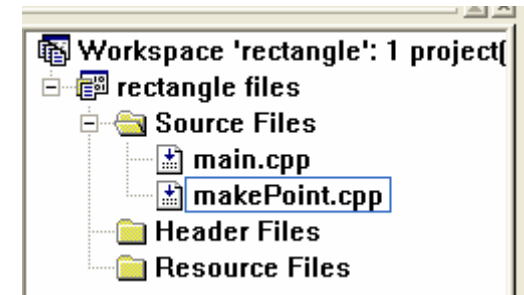 Workspace 'rectangle': 1 project(
rectangle files
Source Files
main.cpp
makePoint.cpp
Header Files
Resource Files